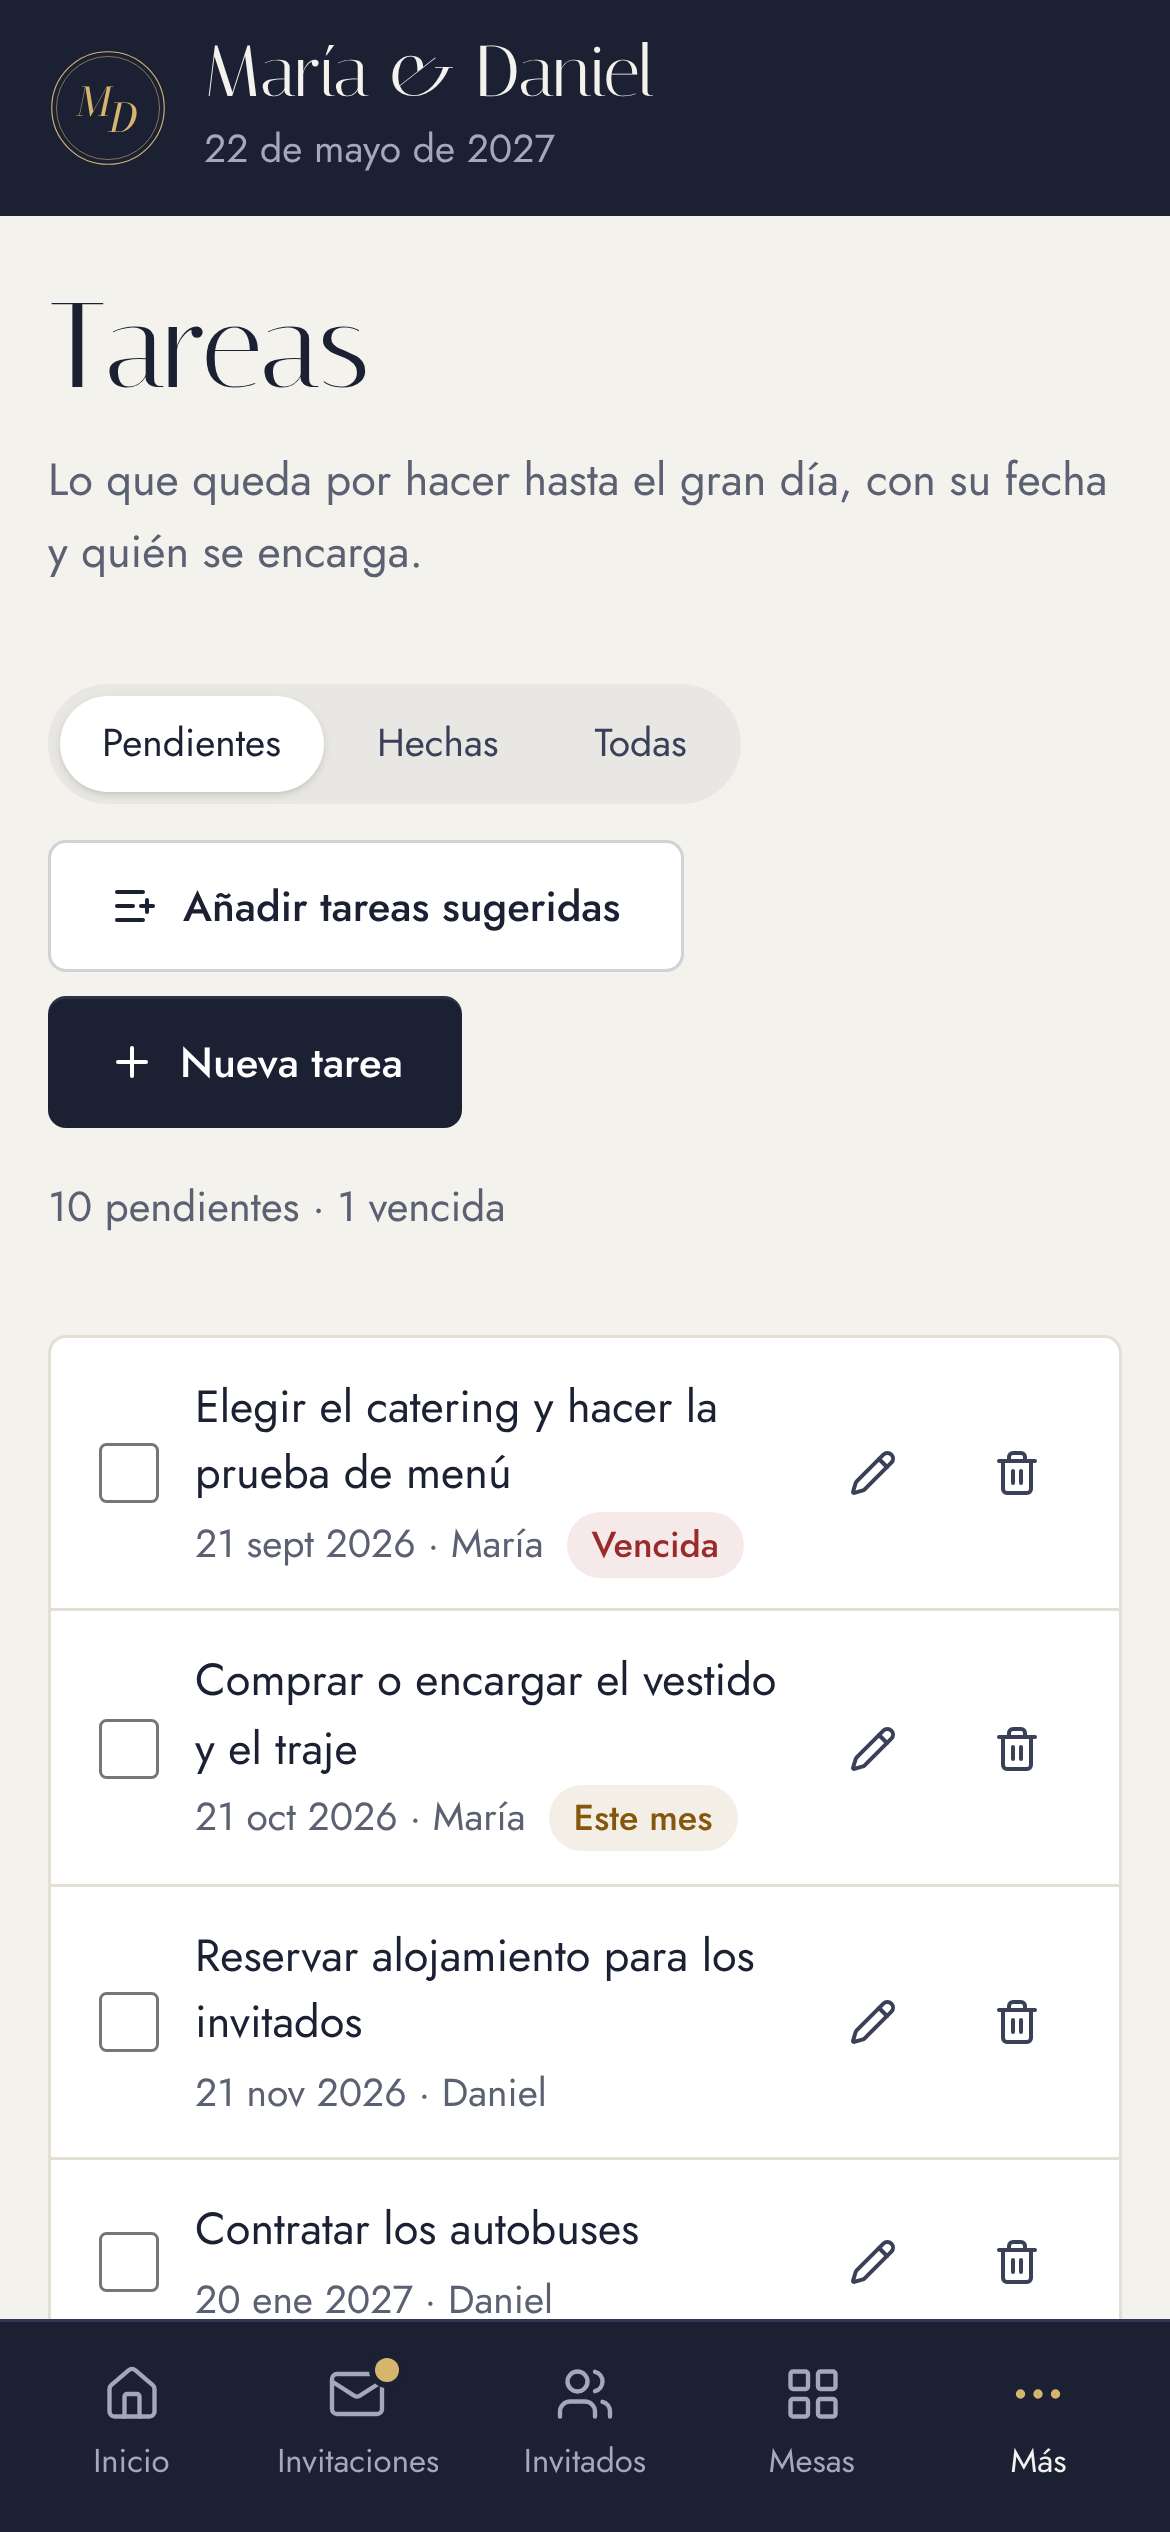 MD
María & Daniel
22 de mayo de 2027
Tareas
Lo que queda por hacer hasta el gran día, con su fecha
y quién se encarga.
Pendientes Hechas Todas
Añadir tareas sugeridas
Nueva tarea
10 pendientes · 1 vencida
Elegir el catering y hacer la
prueba de menú
21 sept 2026 · María Vencida
Comprar o encargar el vestido
y el traje
21 oct 2026 · María Este mes
Reservar alojamiento para los
invitados
21 nov 2026 · Daniel
Contratar los autobuses
20 ene 2027 · Daniel
Inicio Invitaciones Invitados Mesas Más